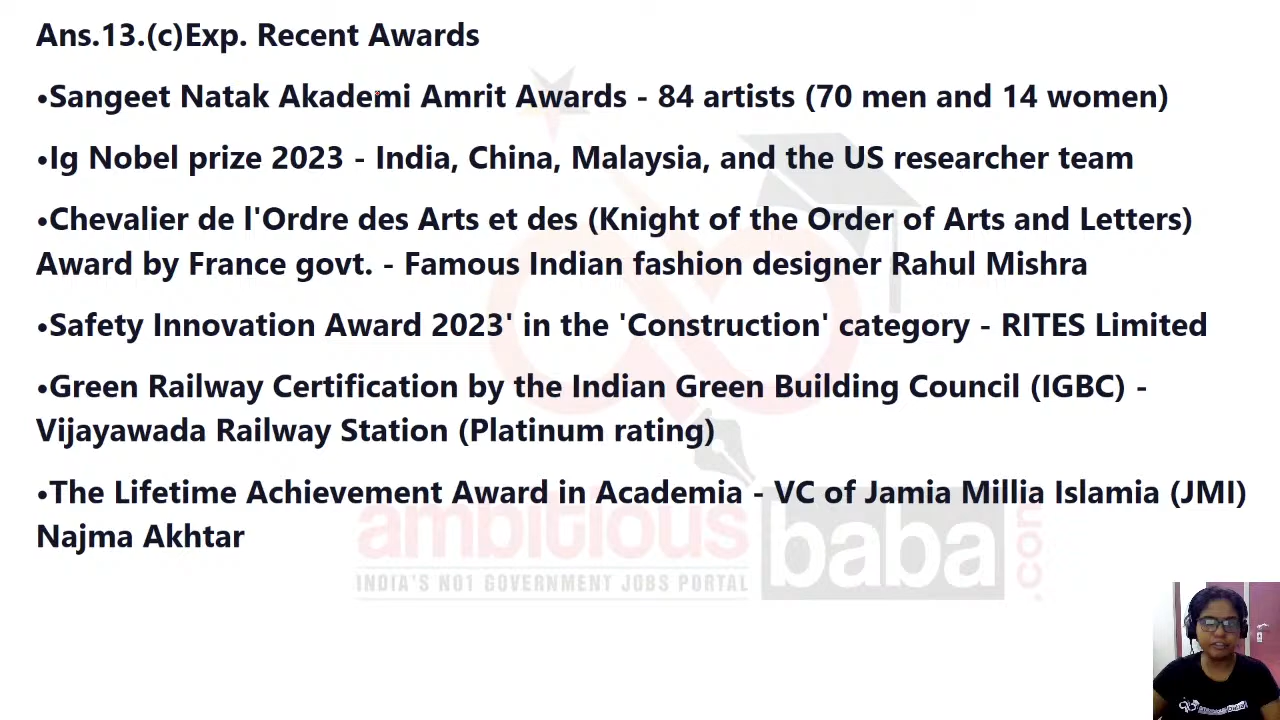 Ans.13.(c)Exp. Recent Awards
•Sangeet Natak Akademi Amrit Awards - 84 artists (70 men and 14 women)
•Ig Nobel prize 2023 - India, China, Malaysia, and the US researcher team
•Chevalier de l'Ordre des Arts et des (Knight of the Order of Arts and Letters)
Award by France govt. - Famous Indian fashion designer Rahul Mishra
•Safety Innovation Award 2023' in the 'Construction' category - RITES Limited
•Green Railway Certification by the Indian Green Building Council (IGBC) -
Vijayawada Railway Station (Platinum rating)
•The Lifetime Achievement Award in Academia - VC of Jamia Millia Islamia (JMI)
Najma Akhtar
ambitious baba .com
INDIA'S NO1 GOVERNMENT JOBS PORTAL